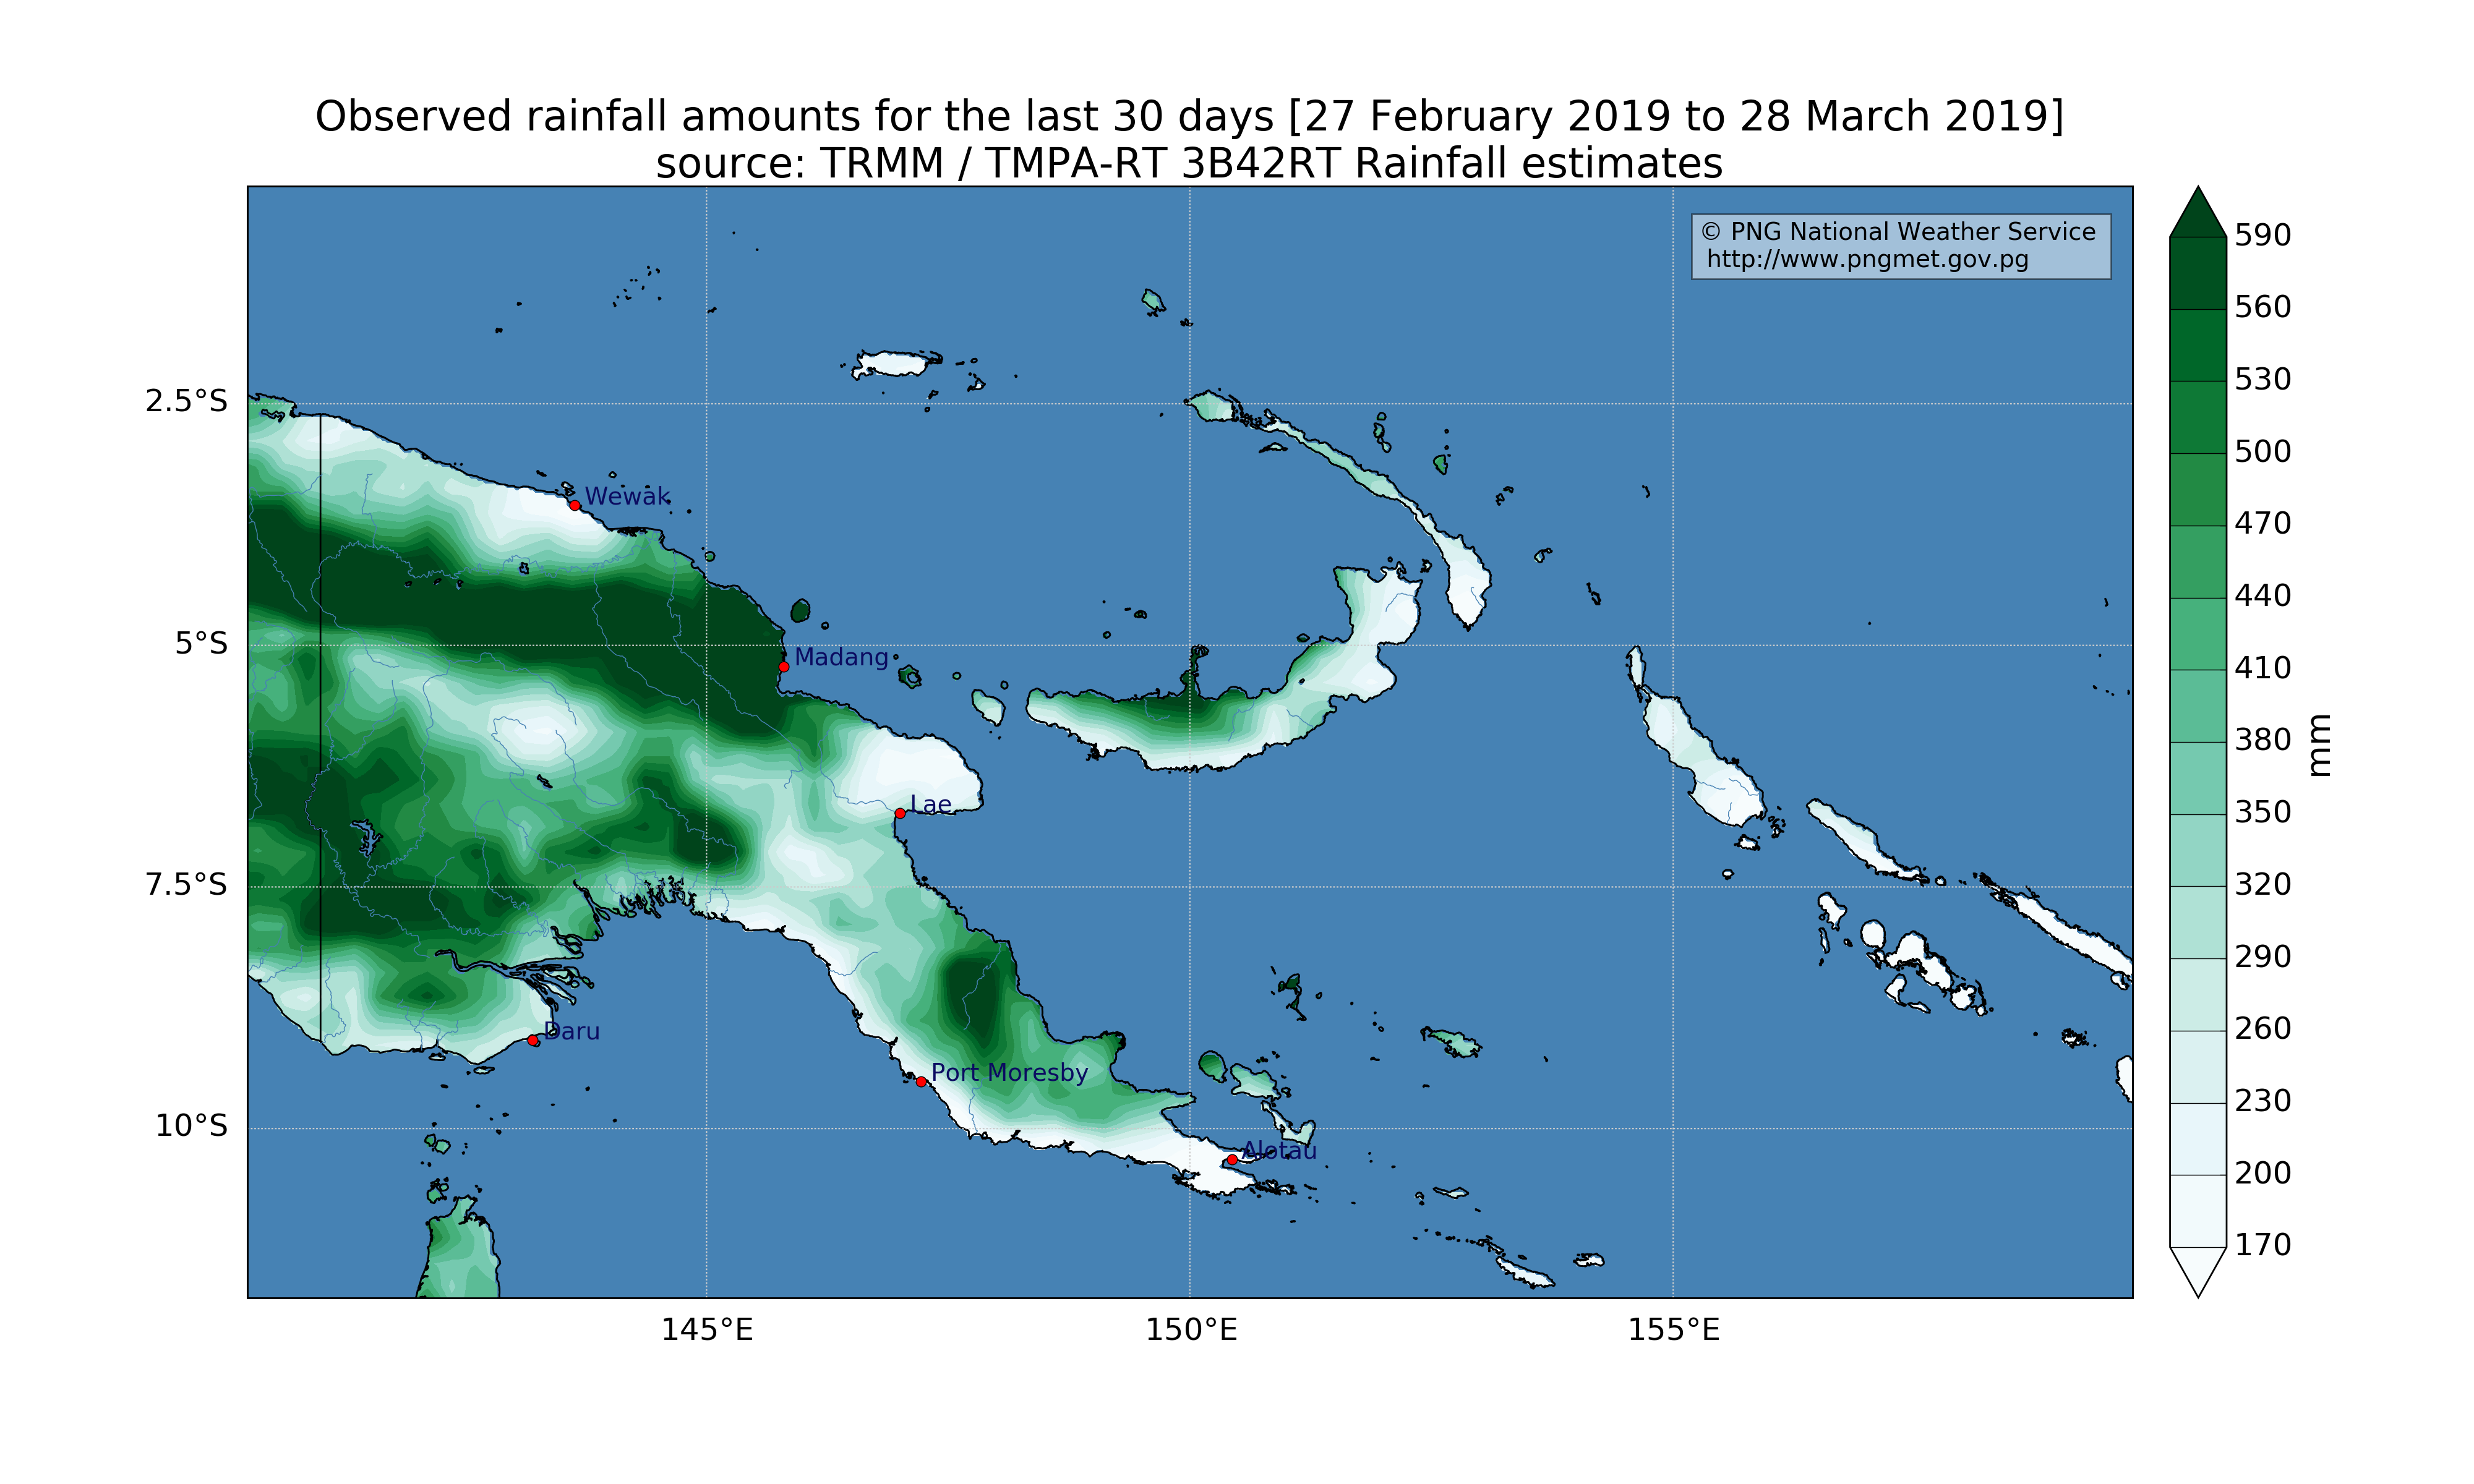 Observed rainfall amounts for the last 30 days [27 February 2019 to 28 March 2019]
source: TRMM / TMPA-RT 3B42RT Rainfall estimates
© PNG National Weather Service
http://www.pngmet.gov.pg
2.5°S
5°S
7.5°S
10°S
Wewak
Madang
Lae
Daru
Port Moresby
Alotau
145°E
150°E
155°E
590
560
530
500
470
440
410
380
350
320
290
260
230
200
170
mm